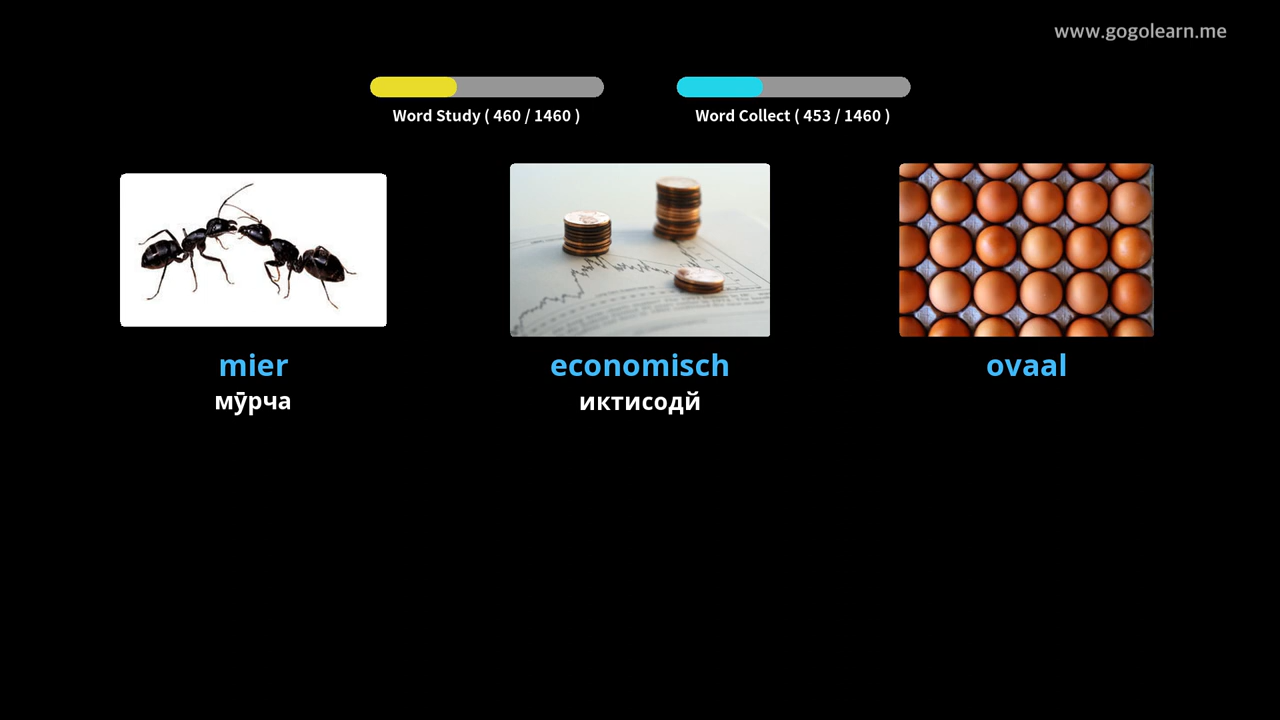 www.gogolearn.me
Word Study ( 460 / 1460 )
Word Collect ( 453 / 1460 )
mier
мӯрча
economisch
иктисодӣ
ovaal